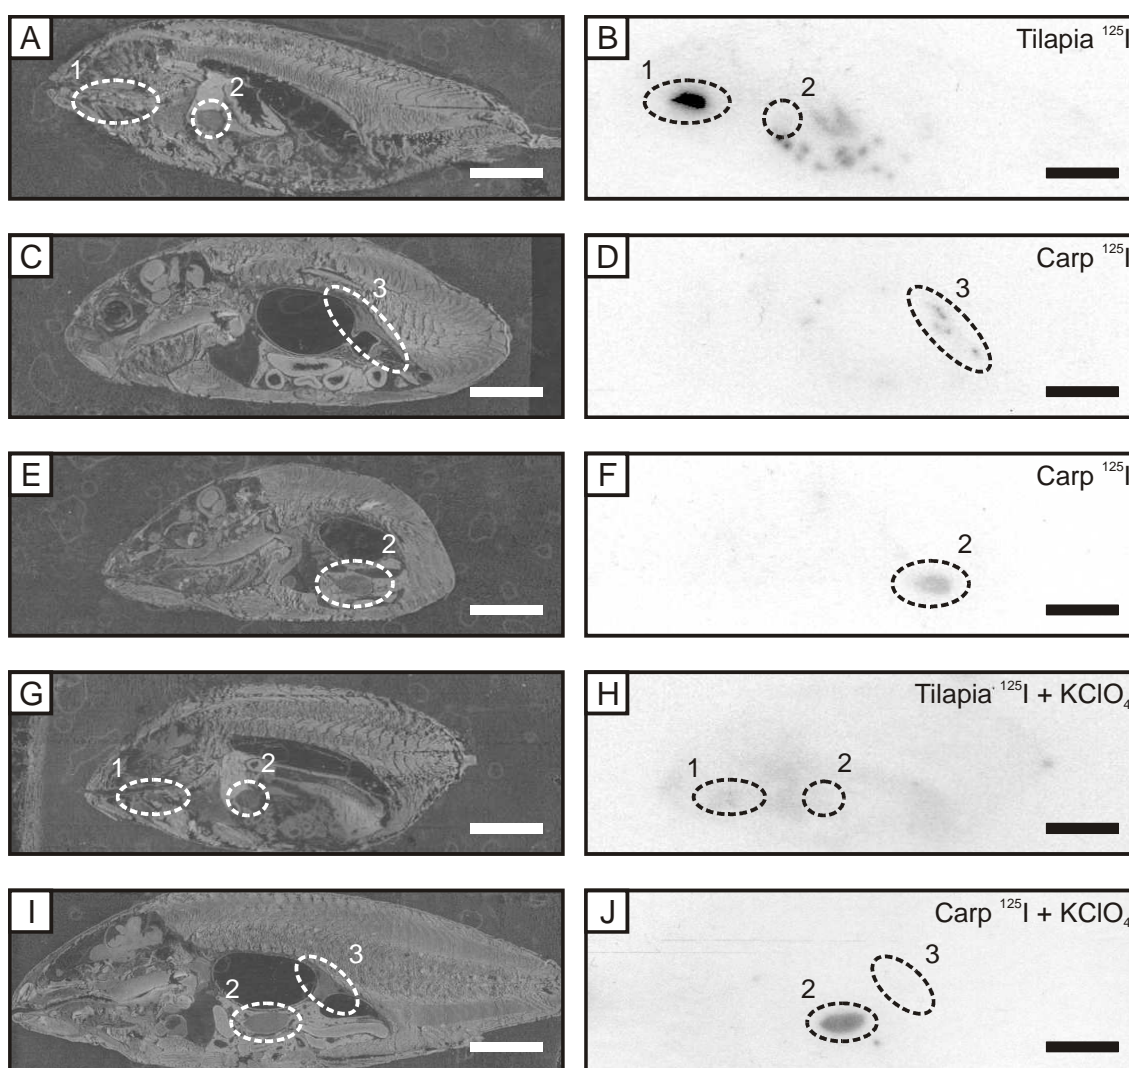 A
1
2
B
Tilapia ¹²⁵I
1
2
C
3
D
Carp ¹²⁵I
3
E
2
F
Carp ¹²⁵I
2
G
1
2
H
Tilapia ¹²⁵I + KClO₄
1
2
I
2
3
J
Carp ¹²⁵I + KClO₄
2
3